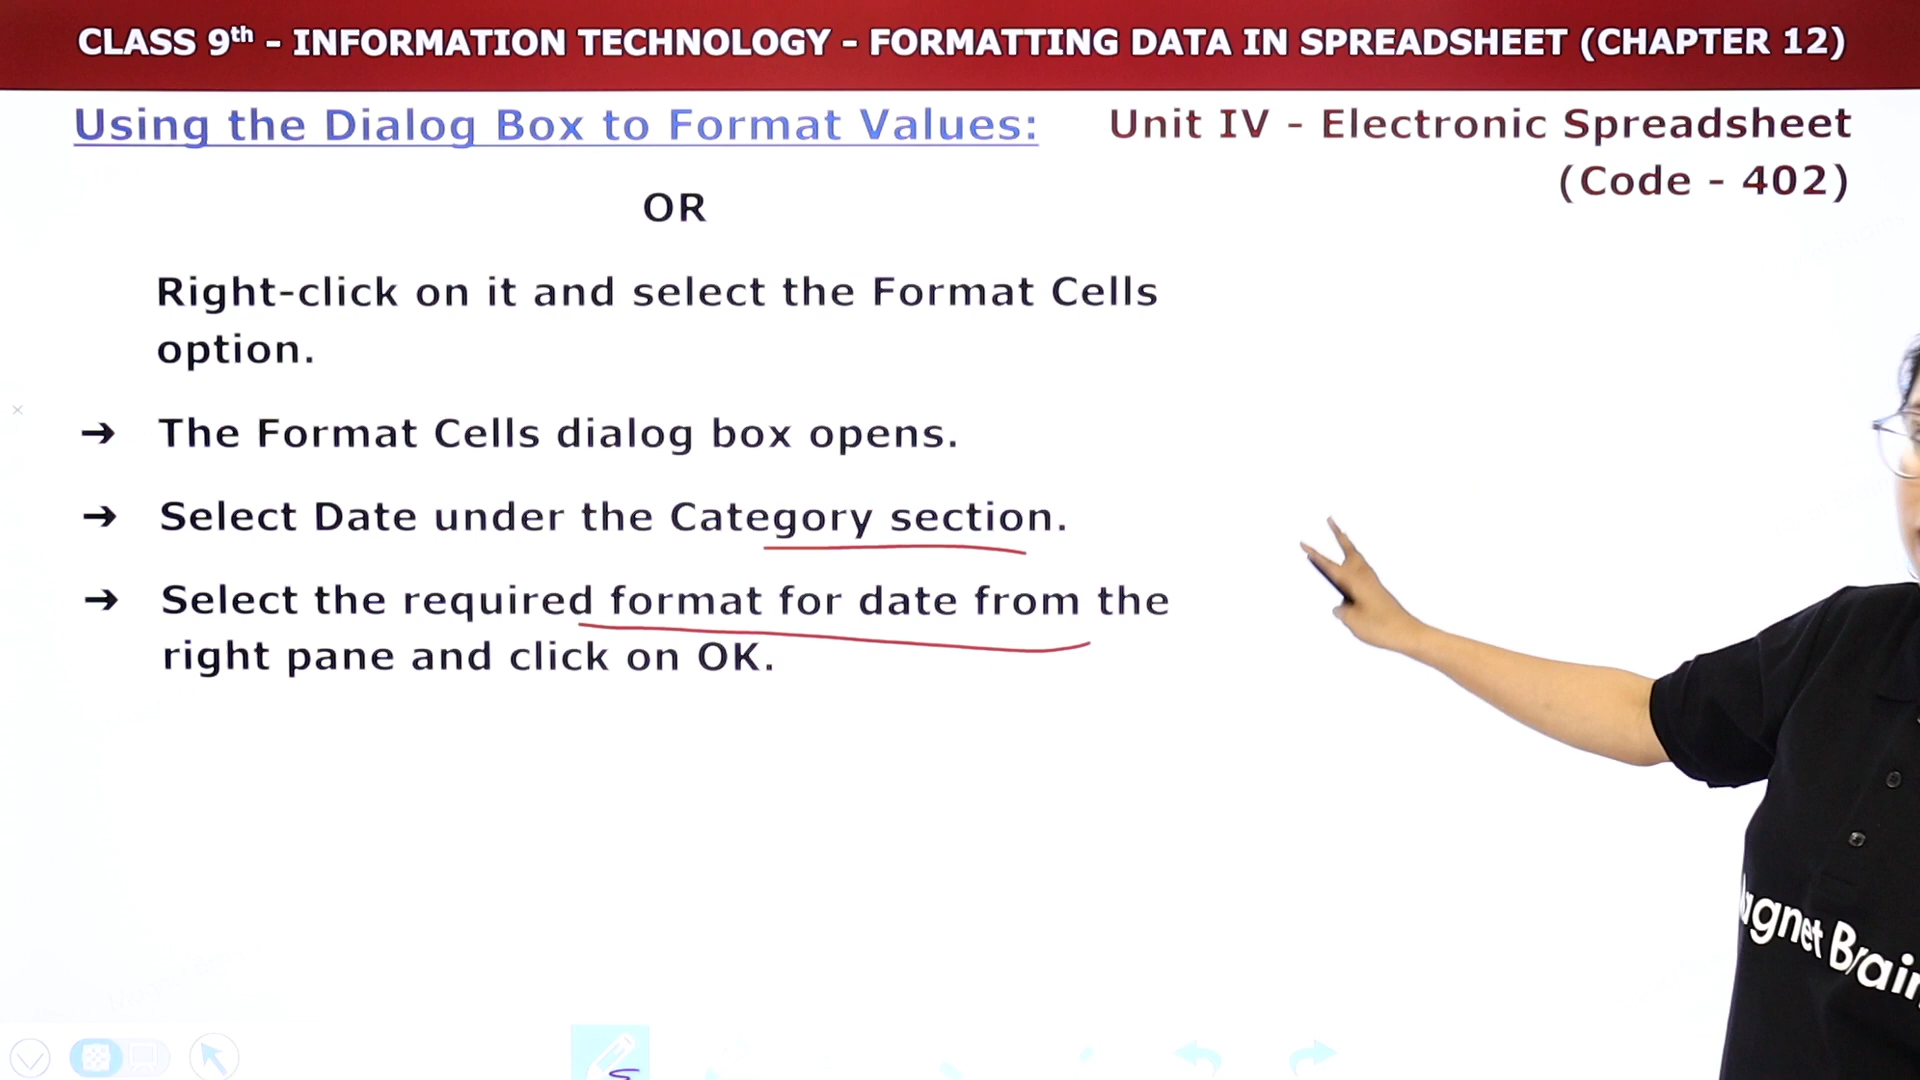 CLASS 9th - INFORMATION TECHNOLOGY - FORMATTING DATA IN SPREADSHEET (CHAPTER 12)
Using the Dialog Box to Format Values:
Unit IV - Electronic Spreadsheet
(Code - 402)
OR
Right-click on it and select the Format Cells
option.
➔ The Format Cells dialog box opens.
➔ Select Date under the Category section.
➔ Select the required format for date from the
right pane and click on OK.
agnet Brain